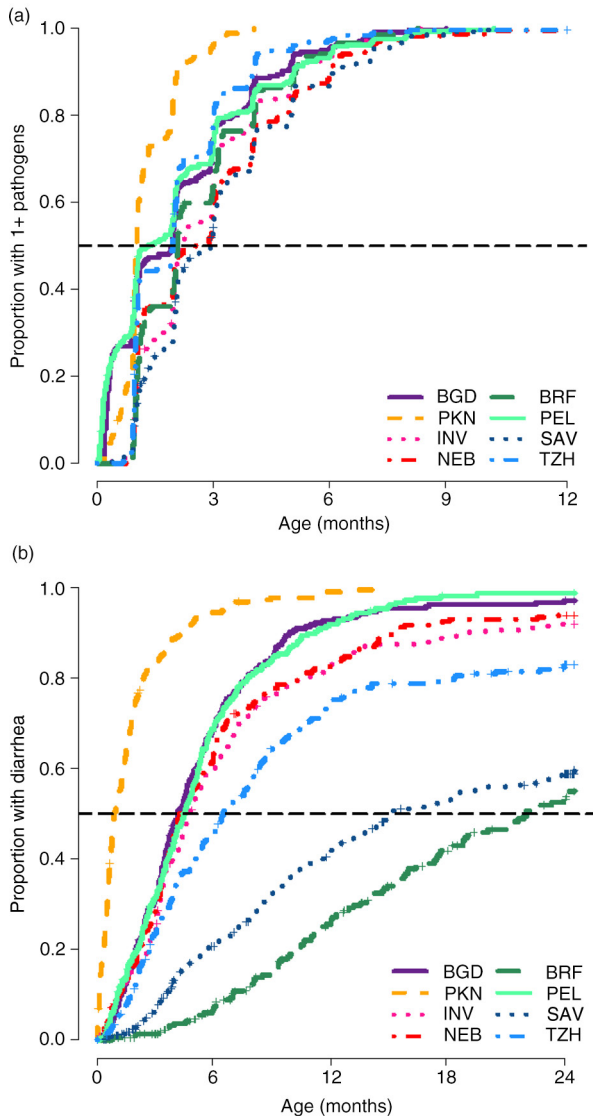 (a)
Proportion with 1+ pathogens
1.0
0.8
0.6
0.4
0.2
0.0
BGD BRF
PKN PEL
INV SAV
NEB TZH
0 3 6 9 12
Age (months)
(b)
Proportion with diarrhea
1.0
0.8
0.6
0.4
0.2
0.0
BGD BRF
PKN PEL
INV SAV
NEB TZH
0 6 12 18 24
Age (months)